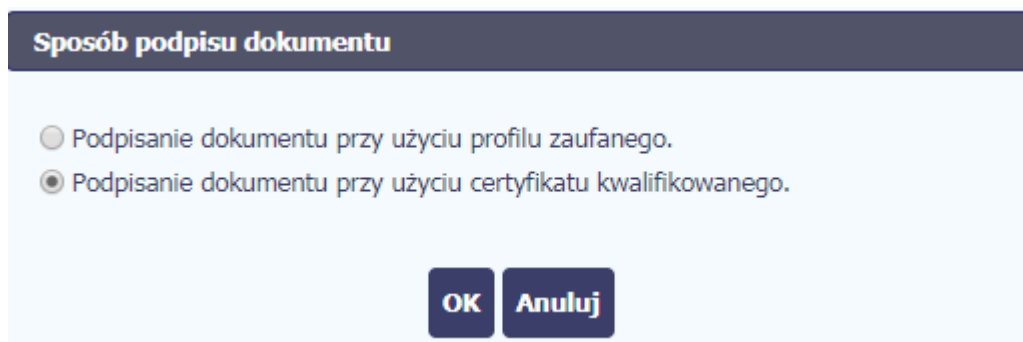 Sposób podpisu dokumentu
Podpisanie dokumentu przy użyciu profilu zaufanego.
Podpisanie dokumentu przy użyciu certyfikatu kwalifikowanego.
OK Anuluj